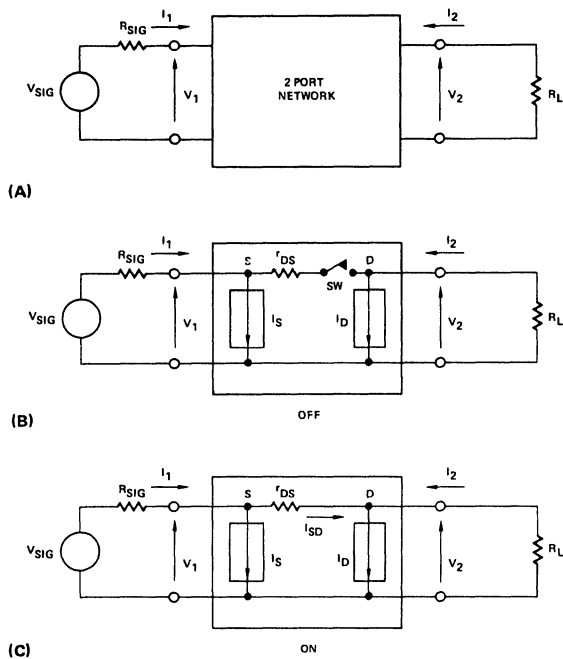 I1
I2
RSIG
VSIG
V1
2 PORT
NETWORK
V2
RL
(A)
I1
I2
RSIG
S
rDS
D
SW
VSIG
V1
IS
ID
V2
RL
OFF
(B)
I1
I2
RSIG
S
rDS
D
ISD
VSIG
V1
IS
ID
V2
RL
ON
(C)